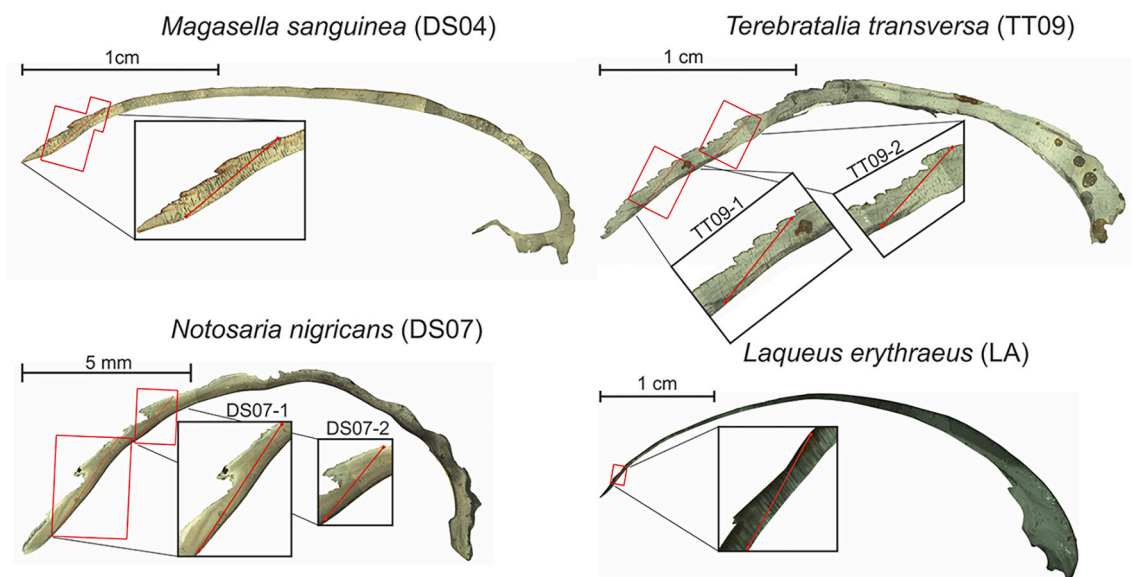 Magasella sanguinea (DS04)
1cm
Terebratalia transversa (TT09)
1 cm
TT09-1
TT09-2
Notosaria nigricans (DS07)
5 mm
DS07-1
DS07-2
Laqueus erythraeus (LA)
1 cm